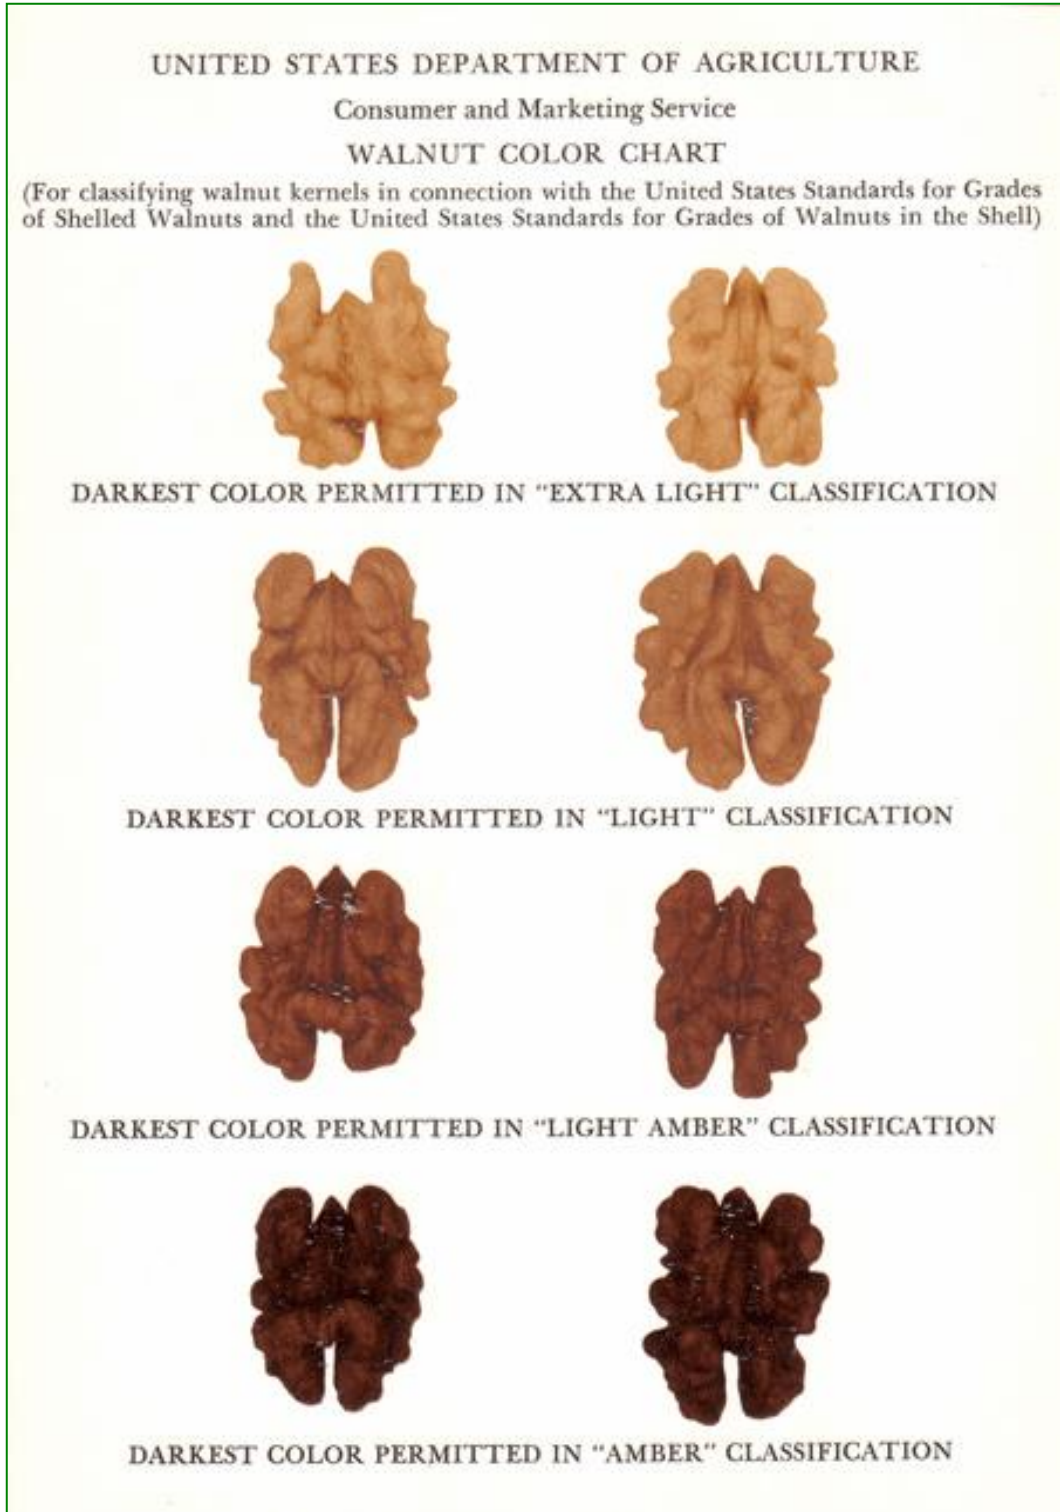 UNITED STATES DEPARTMENT OF AGRICULTURE
Consumer and Marketing Service
WALNUT COLOR CHART
(For classifying walnut kernels in connection with the United States Standards for Grades
of Shelled Walnuts and the United States Standards for Grades of Walnuts in the Shell)
DARKEST COLOR PERMITTED IN “EXTRA LIGHT” CLASSIFICATION
DARKEST COLOR PERMITTED IN “LIGHT” CLASSIFICATION
DARKEST COLOR PERMITTED IN “LIGHT AMBER” CLASSIFICATION
DARKEST COLOR PERMITTED IN “AMBER” CLASSIFICATION